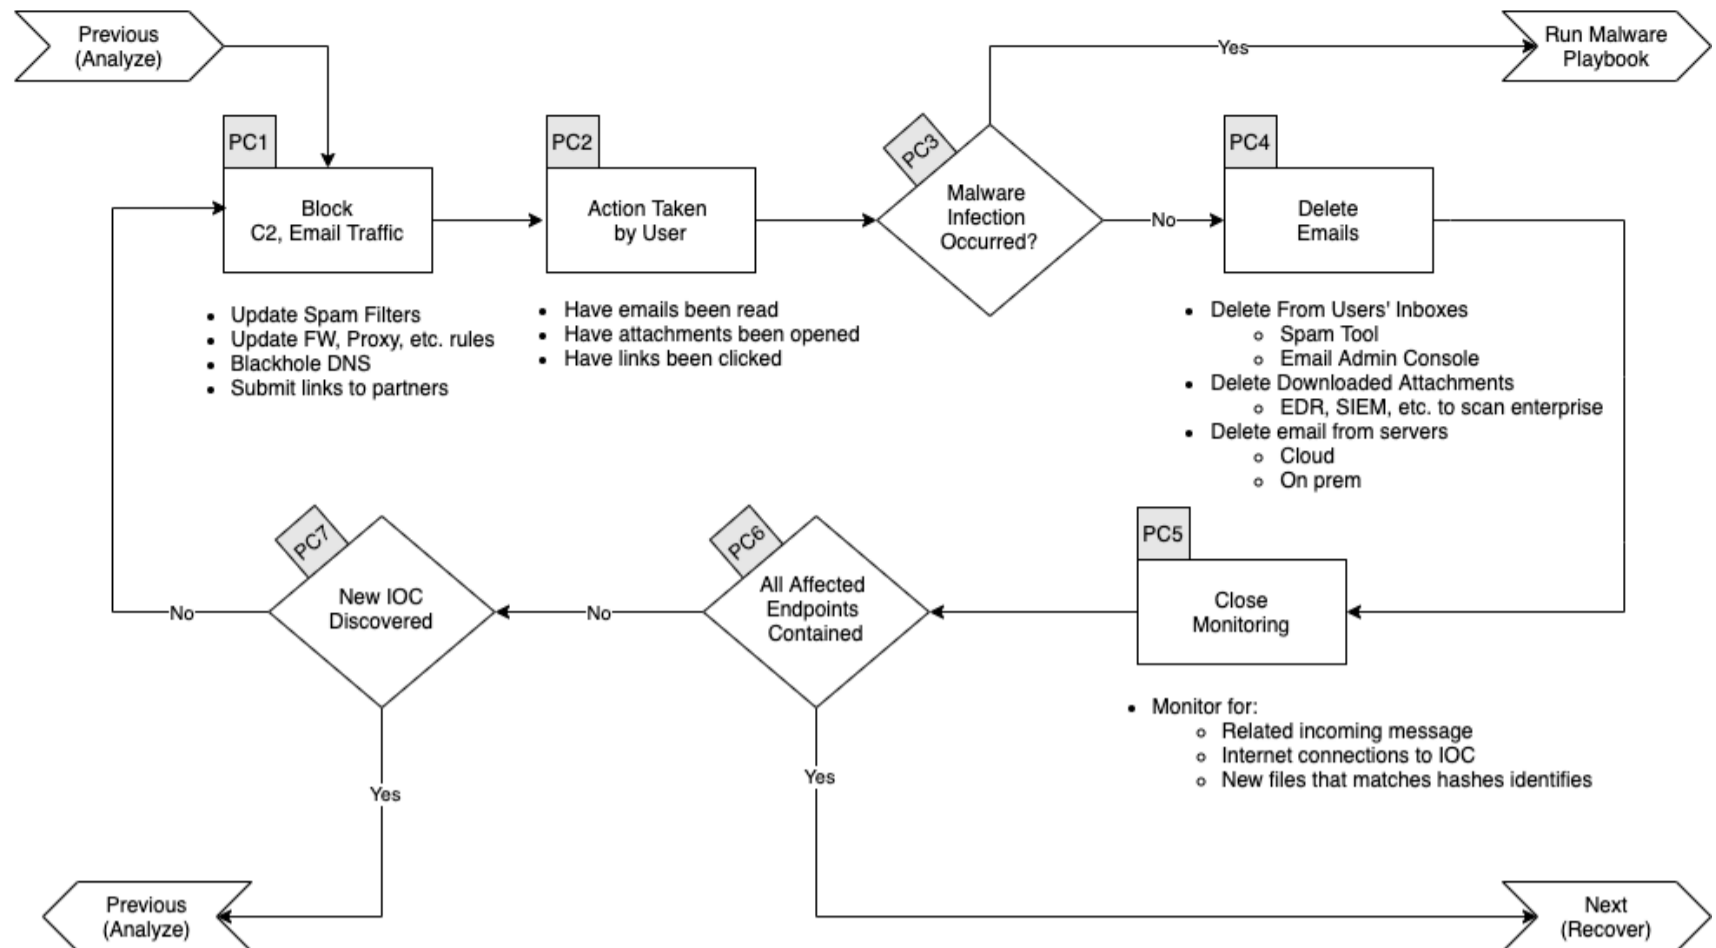 Previous
(Analyze)
Yes
Run Malware
Playbook
PC1
Block
C2, Email Traffic
• Update Spam Filters
• Update FW, Proxy, etc. rules
• Blackhole DNS
• Submit links to partners
PC2
Action Taken
by User
• Have emails been read
• Have attachments been opened
• Have links been clicked
PC3
Malware
Infection
Occurred?
No
PC4
Delete
Emails
• Delete From Users' Inboxes
○ Spam Tool
○ Email Admin Console
• Delete Downloaded Attachments
○ EDR, SIEM, etc. to scan enterprise
• Delete email from servers
○ Cloud
○ On prem
PC5
Close
Monitoring
• Monitor for:
○ Related incoming message
○ Internet connections to IOC
○ New files that matches hashes identifies
PC6
All Affected
Endpoints
Contained
No
Yes
PC7
New IOC
Discovered
No
Yes
Previous
(Analyze)
Next
(Recover)